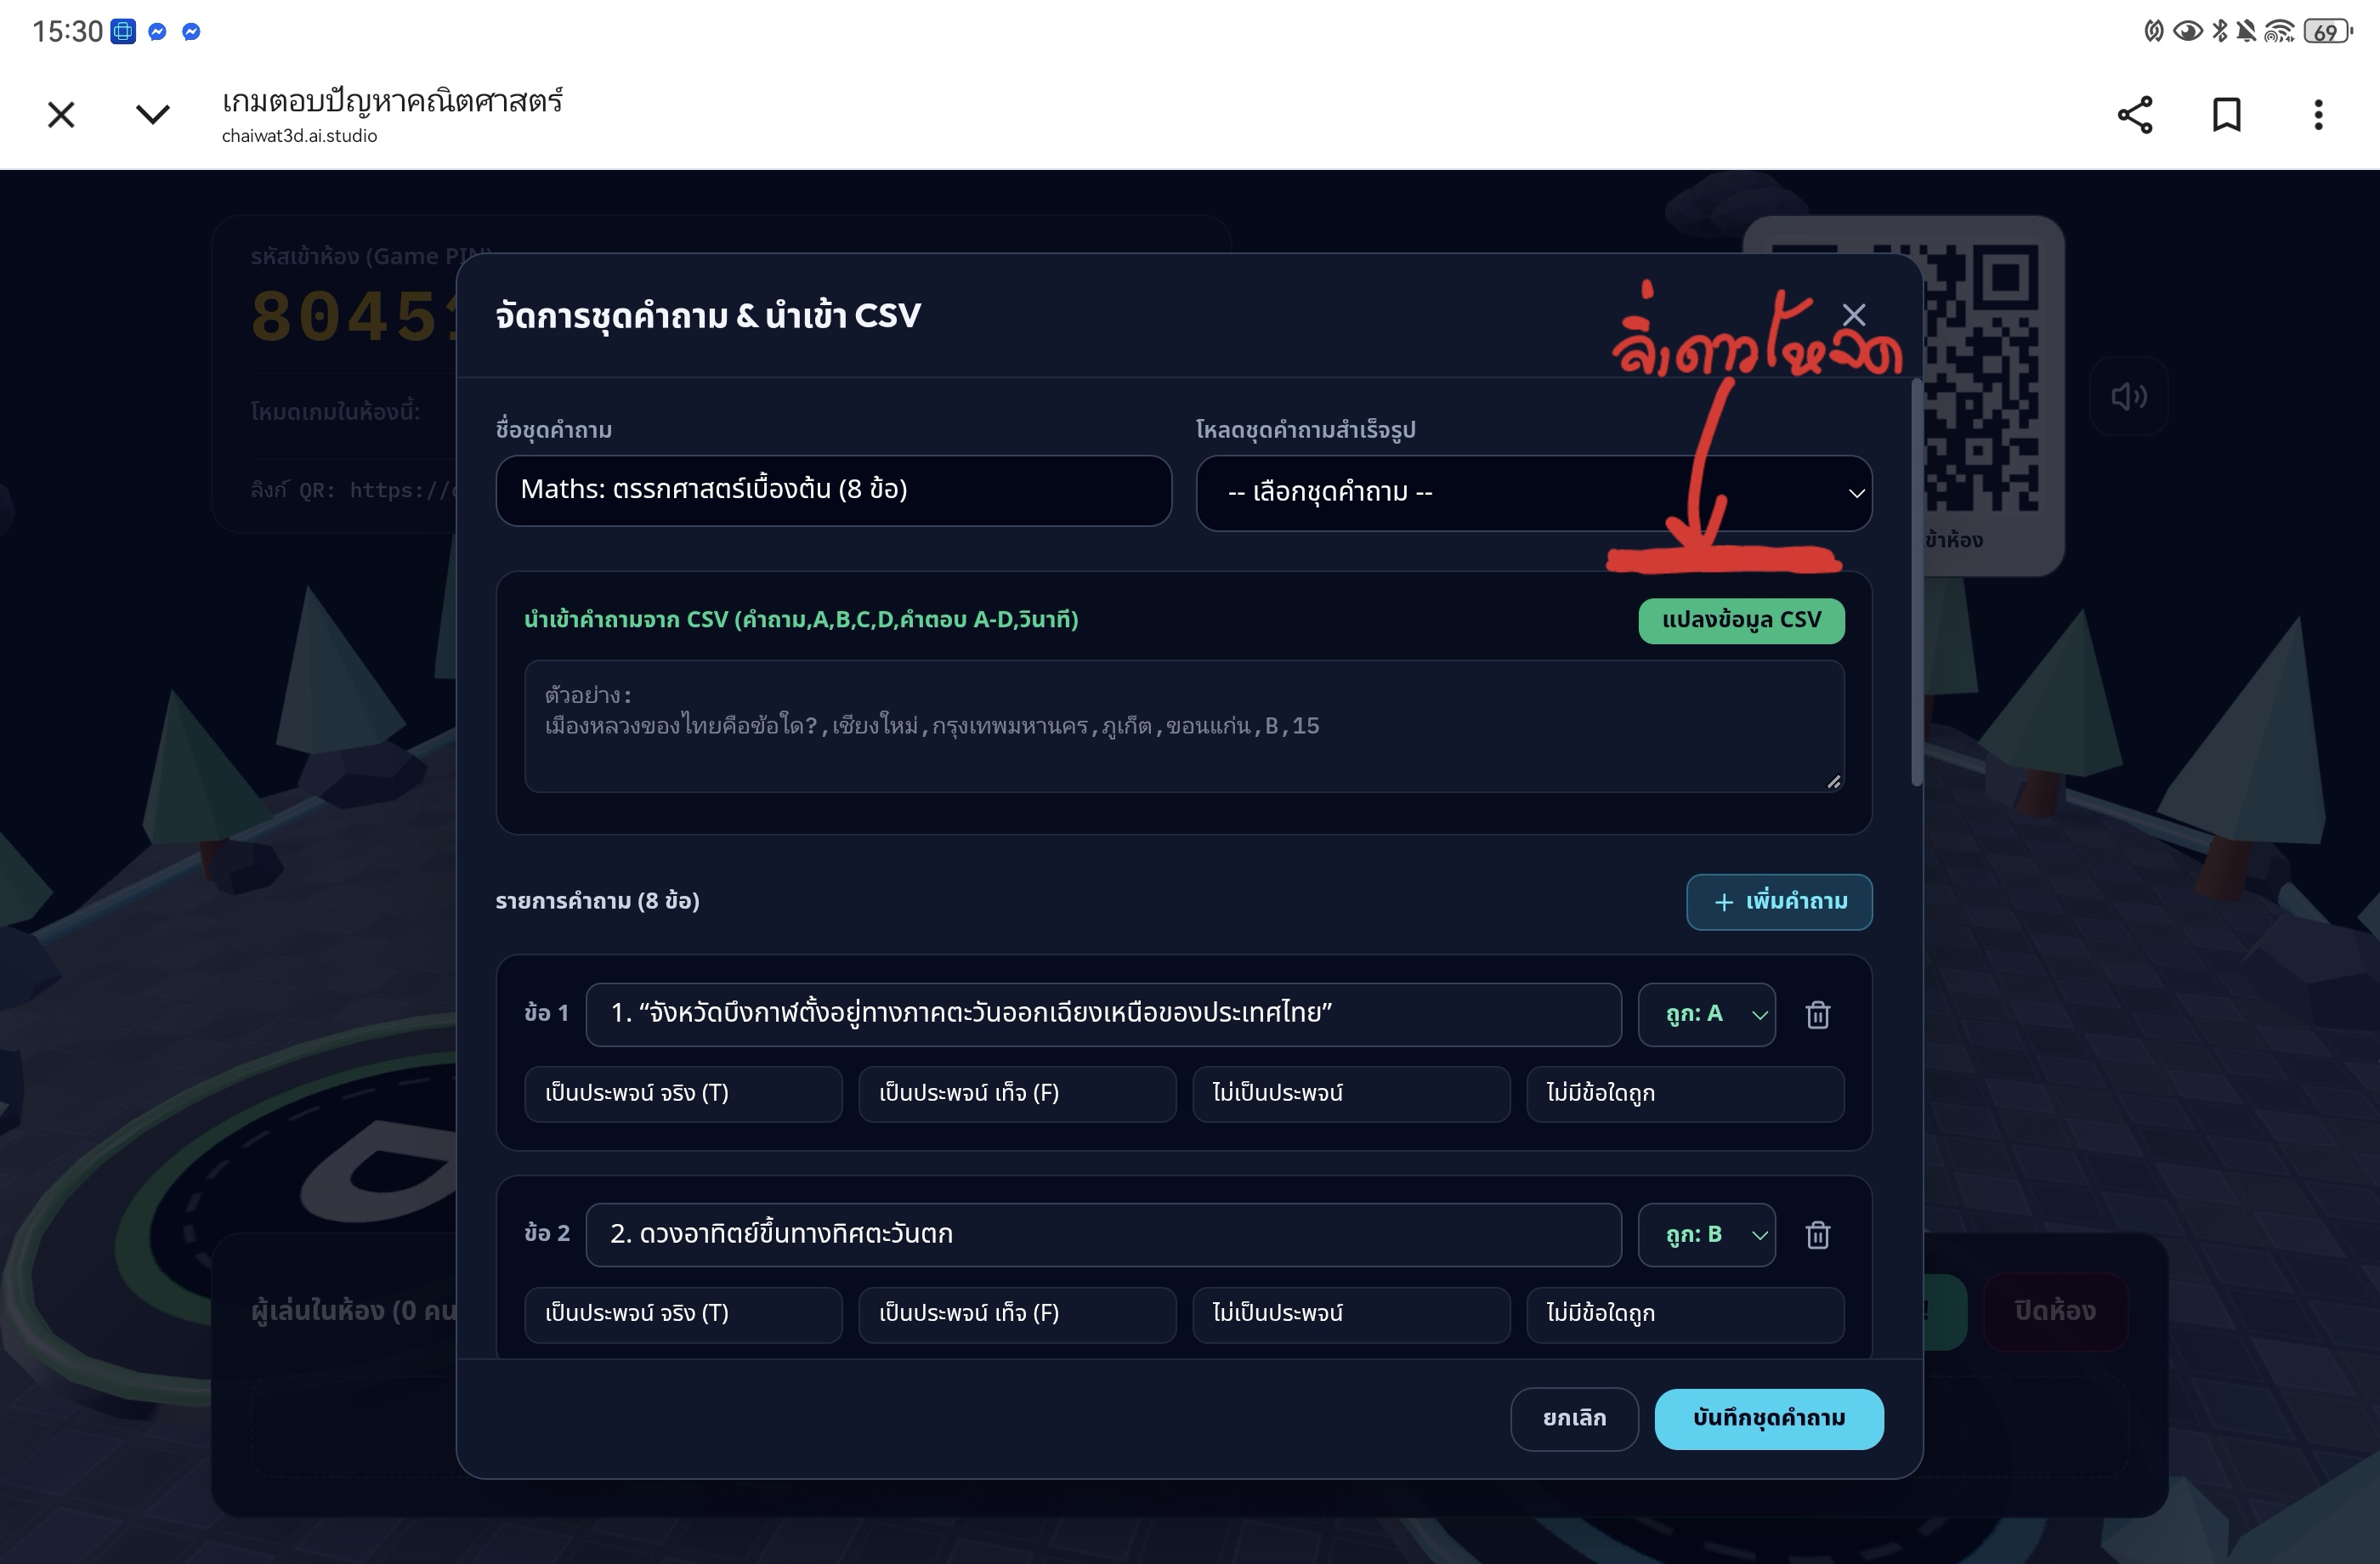 15:30
69
เกมตอบปัญหาคณิตศาสตร์
chaiwat3d.ai.studio
รหัสเข้าห้อง (Game PIN)
8045
โหมดเกมในห้องนี้:
ลิงก์ QR: https://
จัดการชุดคำถาม & นำเข้า CSV
ชื่อชุดคำถาม
โหลดชุดคำถามสำเร็จรูป
Maths: ตรรกศาสตร์เบื้องต้น (8 ข้อ)
-- เลือกชุดคำถาม --
ข้าห้อง
นำเข้าคำถามจาก CSV (คำถาม,A,B,C,D,คำตอบ A-D,วินาที)
แปลงข้อมูล CSV
ตัวอย่าง:
เมืองหลวงของไทยคือข้อใด?,เชียงใหม่,กรุงเทพมหานคร,ภูเก็ต,ขอนแก่น,B,15
รายการคำถาม (8 ข้อ)
+ เพิ่มคำถาม
ข้อ 1
1. “จังหวัดบึงกาฬตั้งอยู่ทางภาคตะวันออกเฉียงเหนือของประเทศไทย”
ถูก: A
เป็นประพจน์ จริง (T)
เป็นประพจน์ เท็จ (F)
ไม่เป็นประพจน์
ไม่มีข้อใดถูก
ข้อ 2
2. ดวงอาทิตย์ขึ้นทางทิศตะวันตก
ถูก: B
เป็นประพจน์ จริง (T)
เป็นประพจน์ เท็จ (F)
ไม่เป็นประพจน์
ไม่มีข้อใดถูก
ผู้เล่นในห้อง (0 คน
ปิดห้อง
ยกเลิก
บันทึกชุดคำถาม